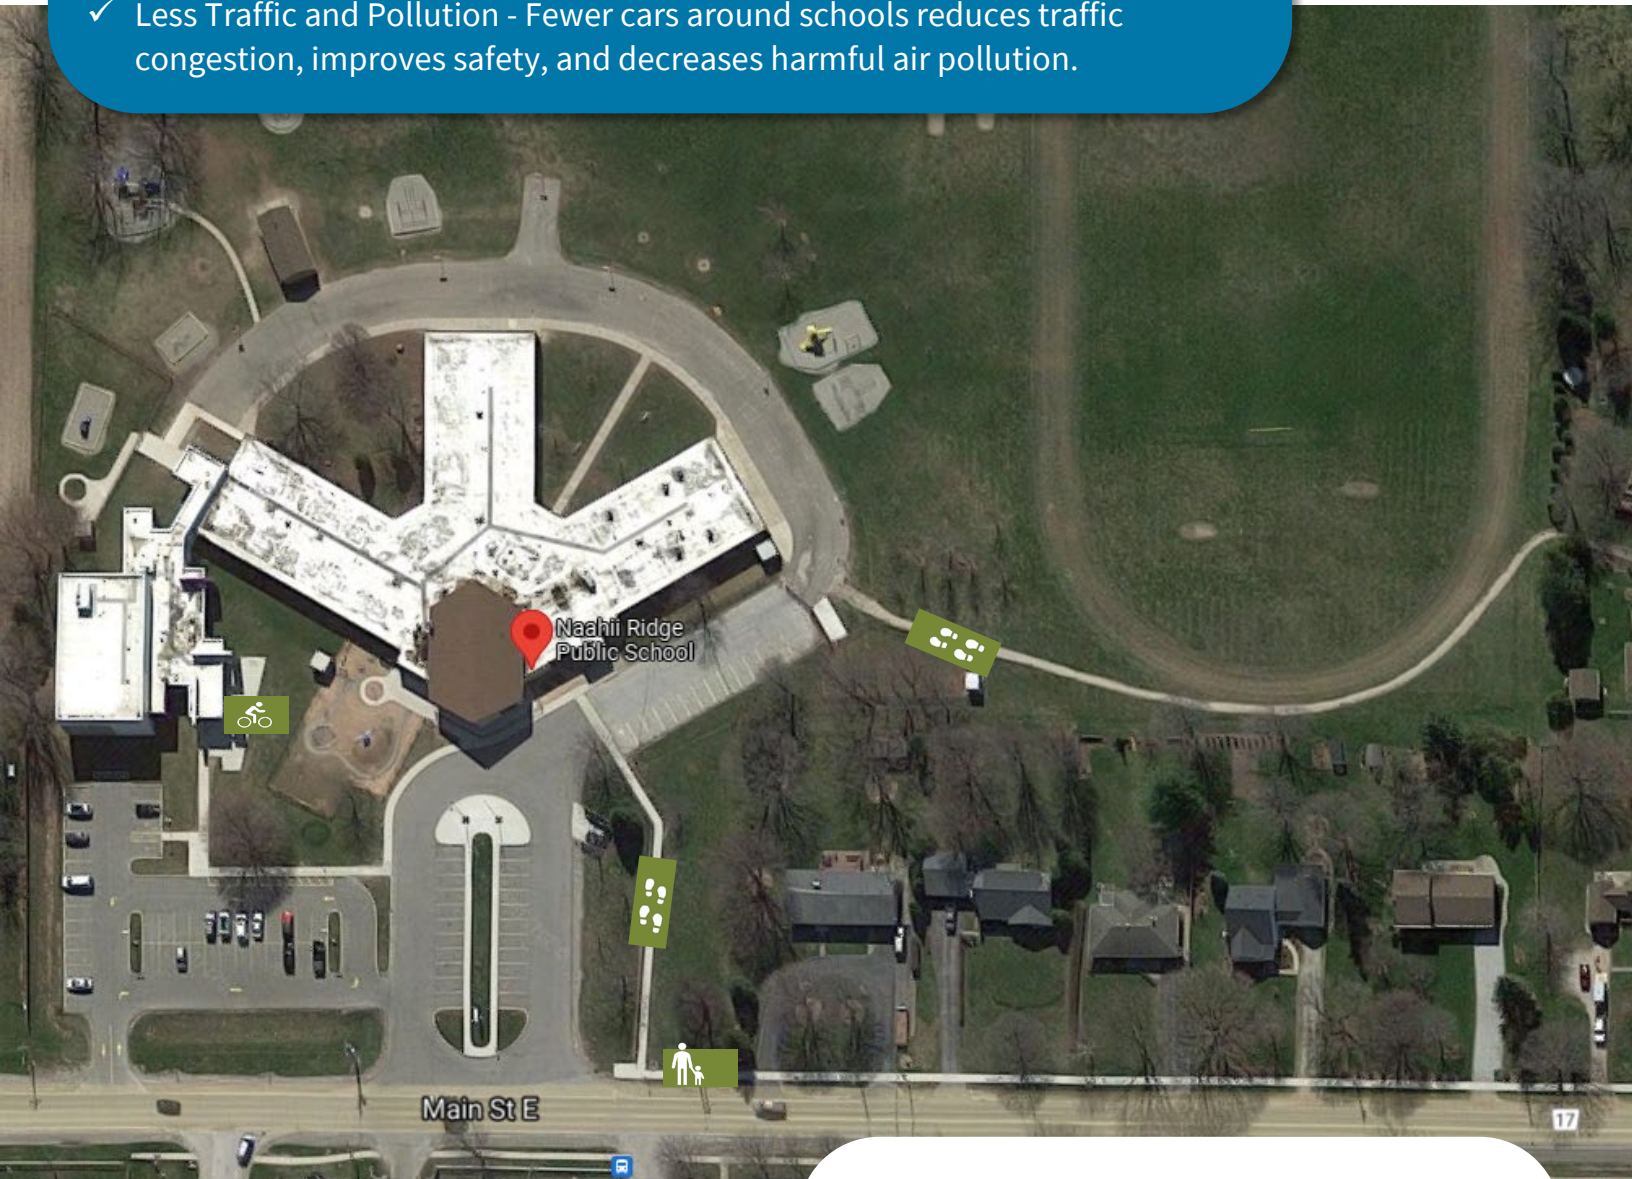 ✓ Less Traffic and Pollution - Fewer cars around schools reduces traffic
congestion, improves safety, and decreases harmful air pollution.
Naahii Ridge
Public School
Main St E
17